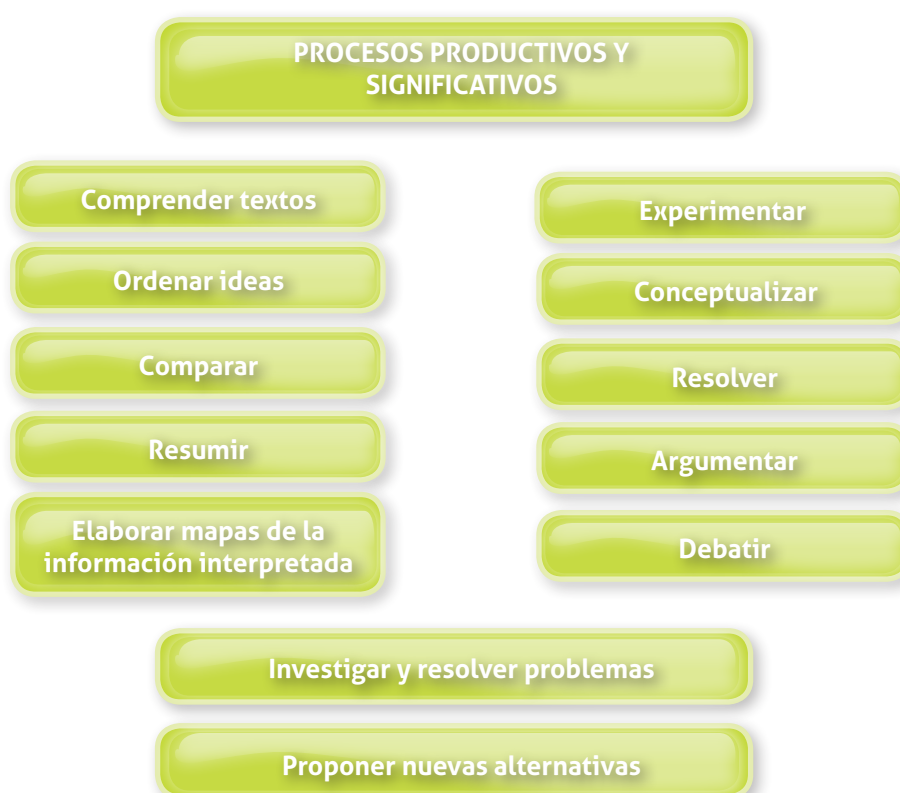 PROCESOS PRODUCTIVOS Y
SIGNIFICATIVOS
Comprender textos
Ordenar ideas
Comparar
Resumir
Elaborar mapas de la
información interpretada
Experimentar
Conceptualizar
Resolver
Argumentar
Debatir
Investigar y resolver problemas
Proponer nuevas alternativas